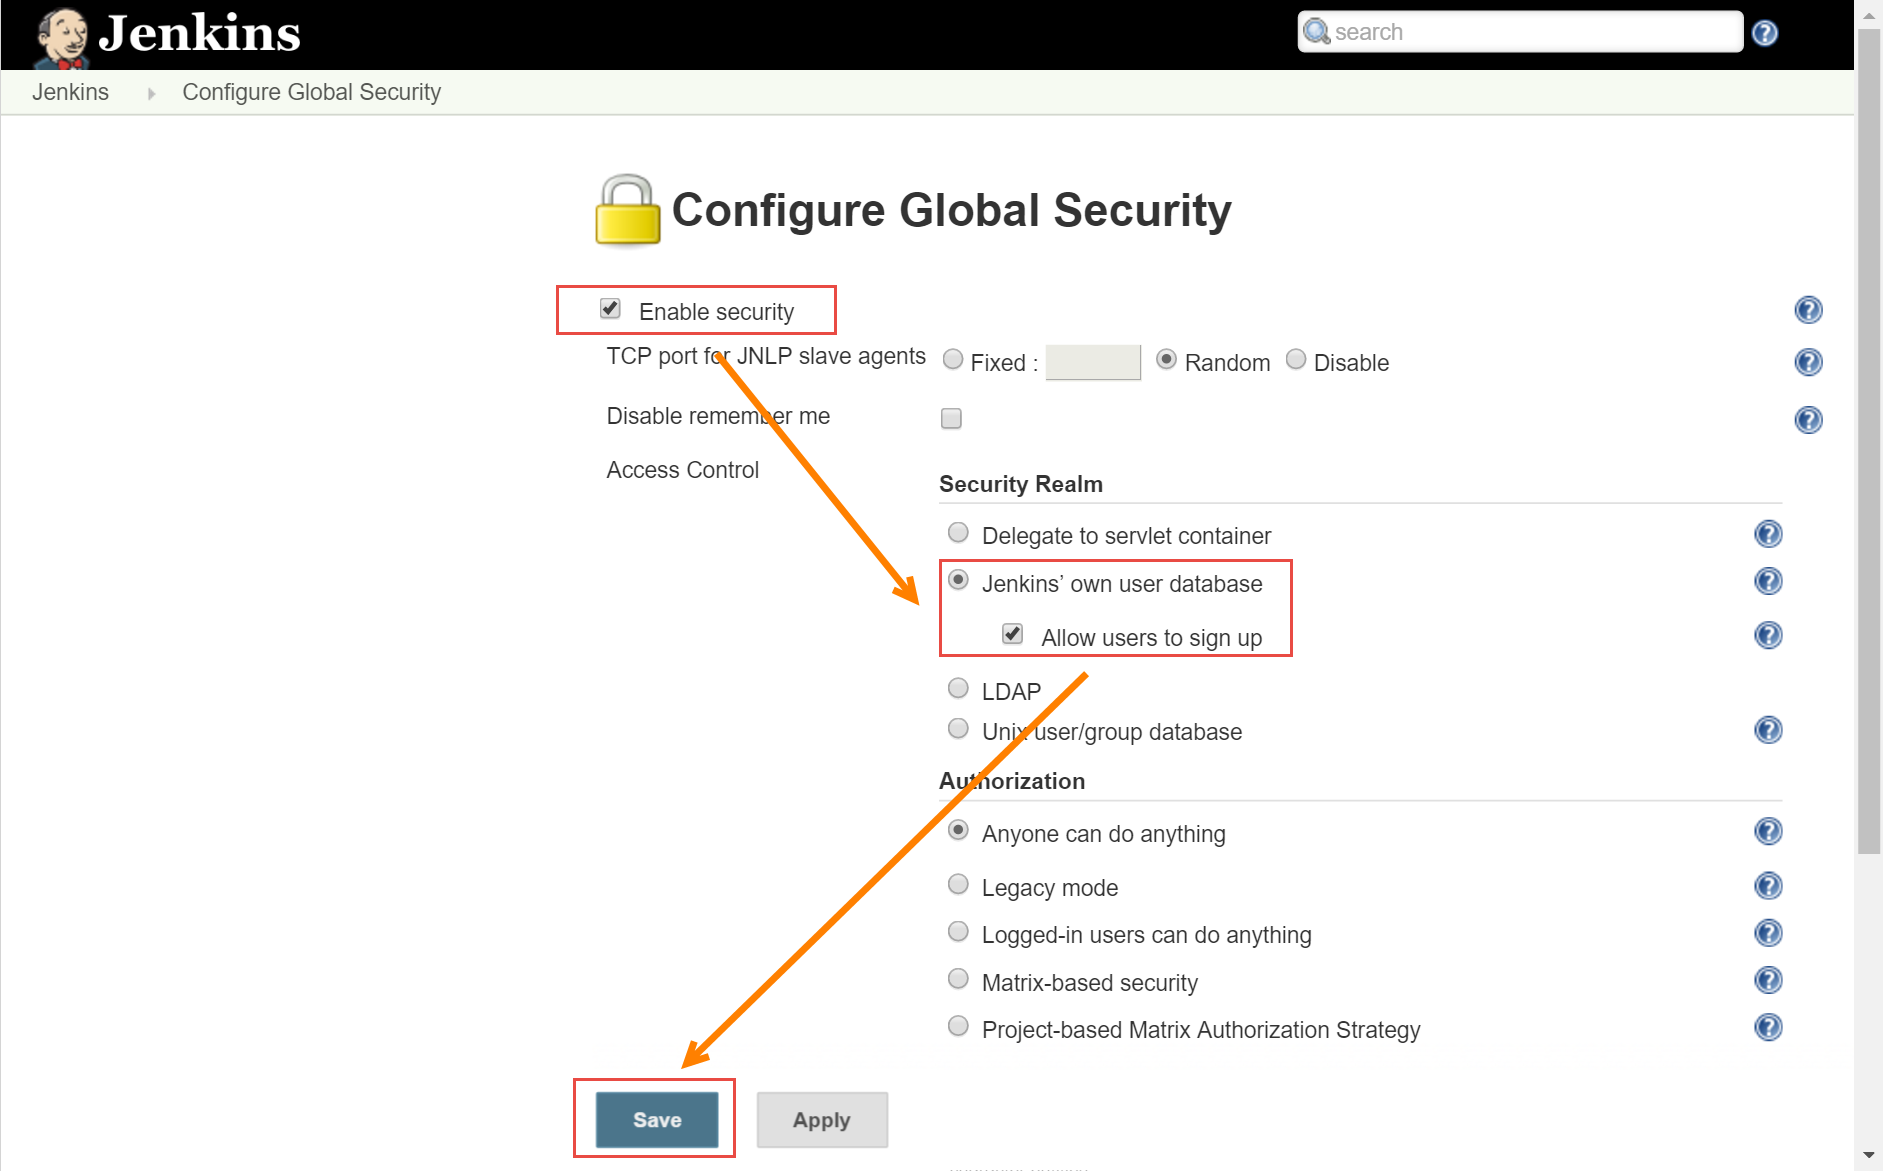 Jenkins
search
Jenkins
Configure Global Security
Configure Global Security
Enable security
TCP port for JNLP slave agents
Fixed :
Random
Disable
Disable remember me
Access Control
Security Realm
Delegate to servlet container
Jenkins’ own user database
Allow users to sign up
LDAP
Unix user/group database
Authorization
Anyone can do anything
Legacy mode
Logged-in users can do anything
Matrix-based security
Project-based Matrix Authorization Strategy
Save
Apply